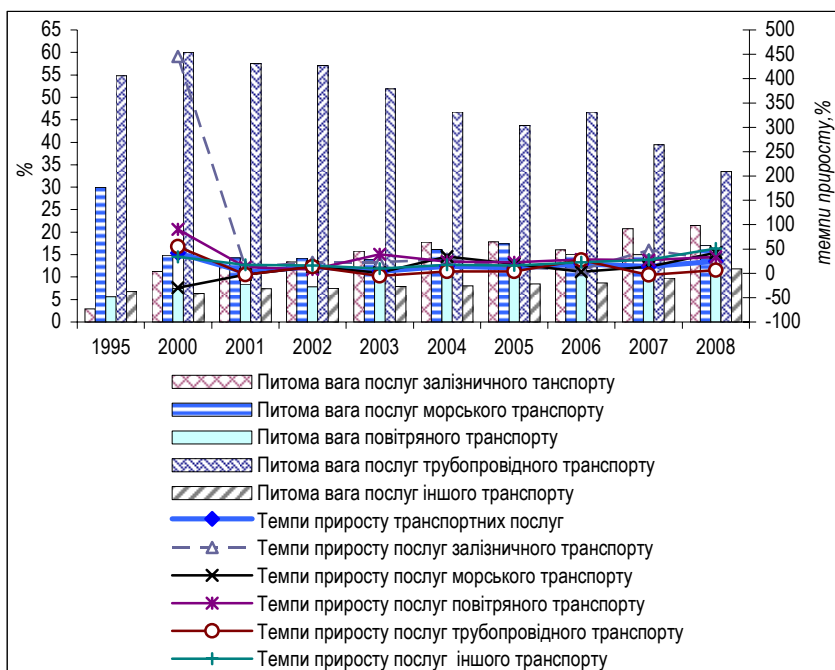 65
60
55
50
45
40
35
30
25
20
15
10
5
0
%
500
450
400
350
300
250
200
150
100
50
0
-50
-100
темпи приросту,%
1995 2000 2001 2002 2003 2004 2005 2006 2007 2008
Питома вага послуг залізничного танспорту
Питома вага послуг морського транспорту
Питома вага повітряного транспорту
Питома вага послуг трубопровідного транспорту
Питома вага послуг іншого транспорту
Темпи приросту транспортних послуг
Темпи приросту послуг залізничного транспорту
Темпи приросту послуг морського транспорту
Темпи приросту послуг повітряного транспорту
Темпи приросту послуг трубопровідного транспорту
Темпи приросту послуг іншого транспорту